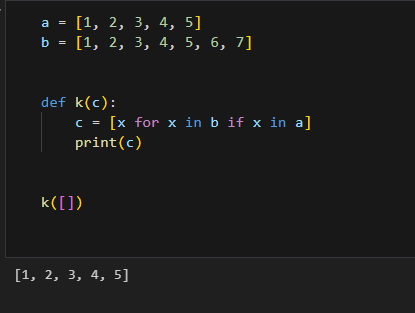 a = [1, 2, 3, 4, 5]
b = [1, 2, 3, 4, 5, 6, 7]
def k(c):
    c = [x for x in b if x in a]
    print(c)
k([])
[1, 2, 3, 4, 5]